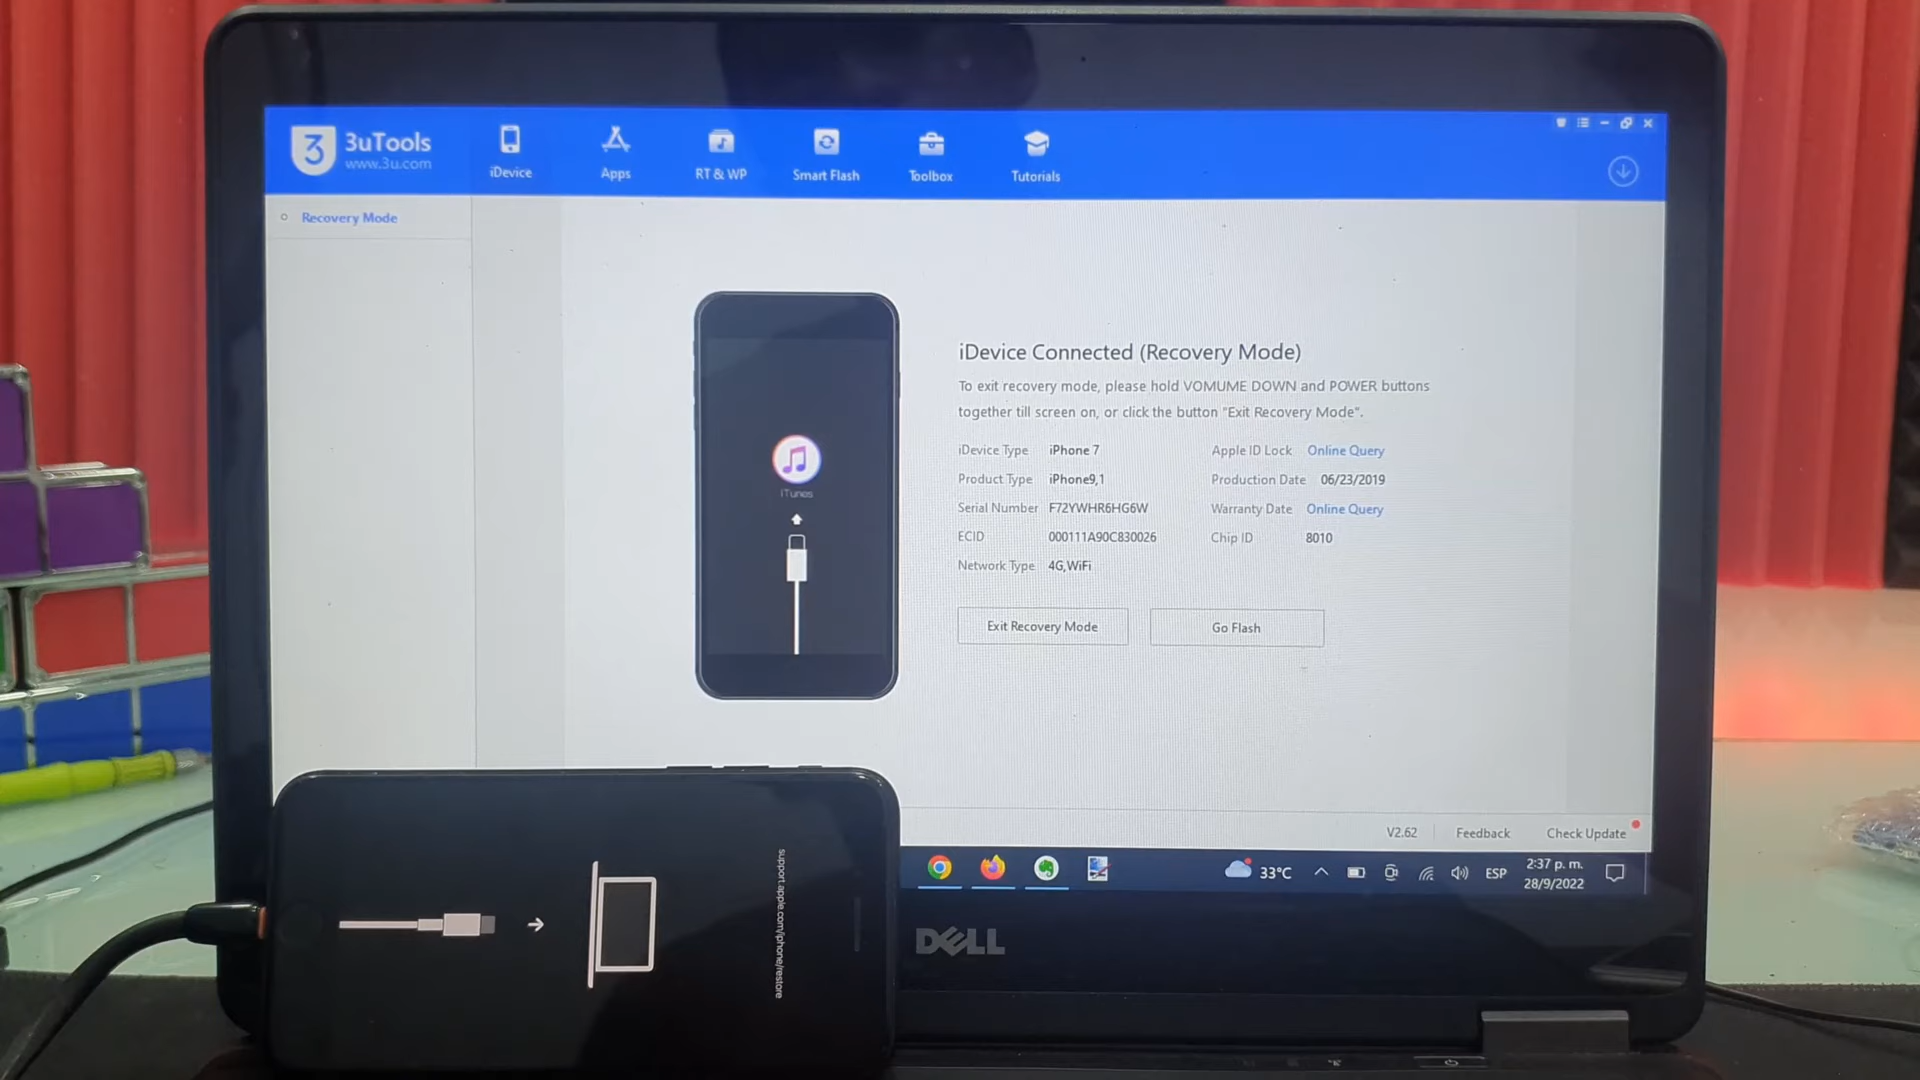 3 3uTools
www.3u.com
iDevice
Apps
RT & WP
Smart Flash
Toolbox
Tutorials
Recovery Mode
iTunes
iDevice Connected (Recovery Mode)
To exit recovery mode, please hold VOMUME DOWN and POWER buttons
together till screen on, or click the button "Exit Recovery Mode".
iDevice Type iPhone 7 Apple ID Lock Online Query
Product Type iPhone9,1 Production Date 06/23/2019
Serial Number F72YWHR6HG6W Warranty Date Online Query
ECID 000111A90C830026 Chip ID 8010
Network Type 4G,WiFi
Exit Recovery Mode Go Flash
V2.62 Feedback Check Update
33°C ESP 2:37 p. m.
28/9/2022
support.apple.com/iphone/restore
DELL